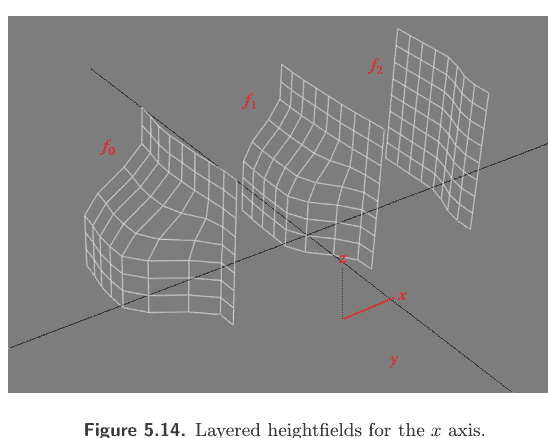 f₂
f₁
f₀
z
x
y
Figure 5.14. Layered heightfields for the x axis.